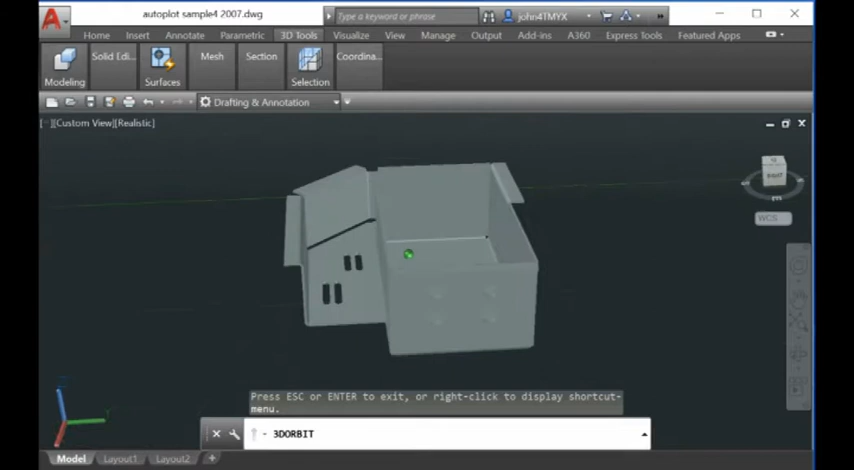 autoplot sample4 2007.dwg
Type a keyword or phrase
john4TMYX
Home Insert Annotate Parametric 3D Tools Visualize View Manage Output Add-ins A360 Express Tools Featured Apps
Modeling
Solid Edi...
Surfaces
Mesh
Section
Selection
Coordina...
Drafting & Annotation
[−][Custom View][Realistic]
WCS
Press ESC or ENTER to exit, or right-click to display shortcut-
menu.
- 3DORBIT
Model Layout1 Layout2 +